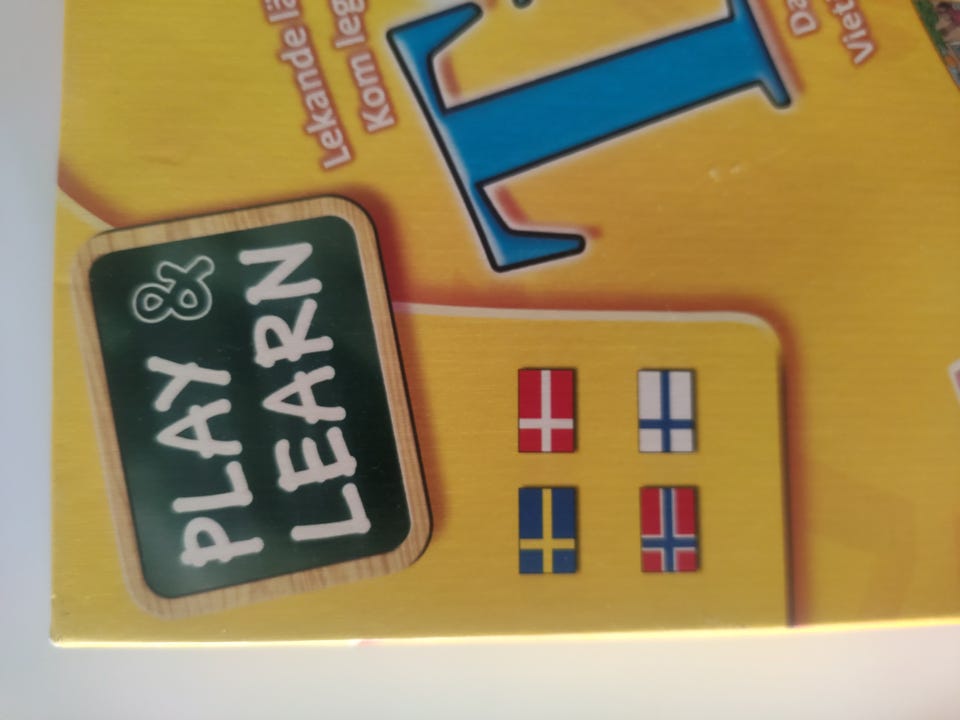 PLAY &
LEARN
Lekande lä
Kom leg
T
Da
Viet